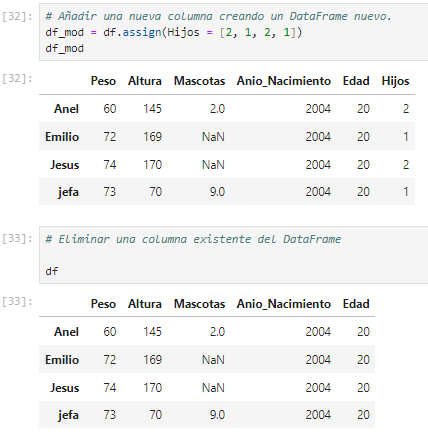 [32]: # Añadir una nueva columna creando un DataFrame nuevo.
df_mod = df.assign(Hijos = [2, 1, 2, 1])
df_mod
[32]: Peso Altura Mascotas Anio_Nacimiento Edad Hijos
Anel 60 145 2.0 2004 20 2
Emilio 72 169 NaN 2004 20 1
Jesus 74 170 NaN 2004 20 2
jefa 73 70 9.0 2004 20 1
[33]: # Eliminar una columna existente del DataFrame
df
[33]: Peso Altura Mascotas Anio_Nacimiento Edad
Anel 60 145 2.0 2004 20
Emilio 72 169 NaN 2004 20
Jesus 74 170 NaN 2004 20
jefa 73 70 9.0 2004 20